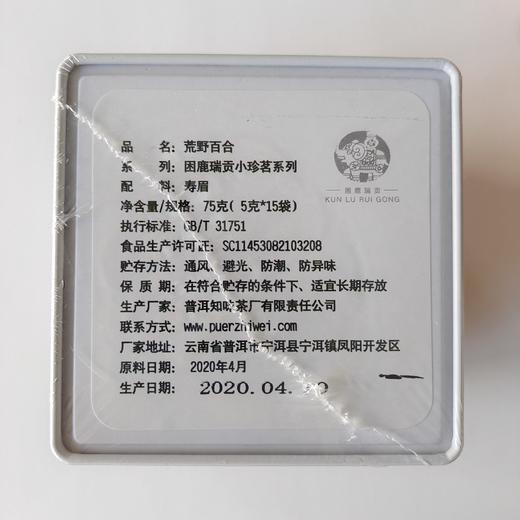 品 名: 荒野百合
系 列: 困鹿瑞贡小珍茗系列
配 料: 寿眉
净含量/规格: 75克( 5克*15袋)
执行标准: GB/T 31751
食品生产许可证: SC11453082103208
贮存方法: 通风、避光、防潮、防异味
保 质 期: 在符合贮存的条件下、适宜长期存放
生产厂家: 普洱知味茶厂有限责任公司
联系方式: www.puerzhiwei.com
厂家地址: 云南省普洱市宁洱县宁洱镇凤阳开发区
原料日期: 2020年4月
生产日期: 2020.04.
困鹿瑞贡
KUN LU RUI GONG